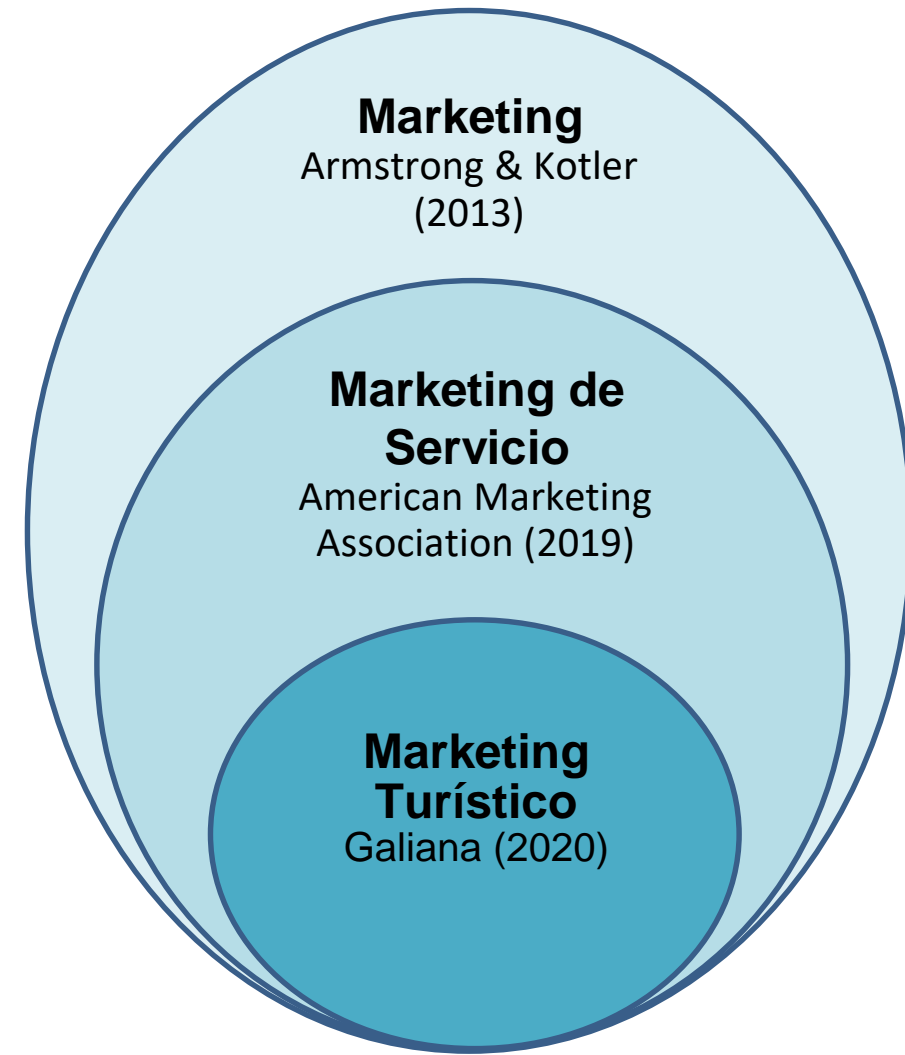 Marketing
Armstrong & Kotler
(2013)
Marketing de
Servicio
American Marketing
Association (2019)
Marketing
Turístico
Galiana (2020)